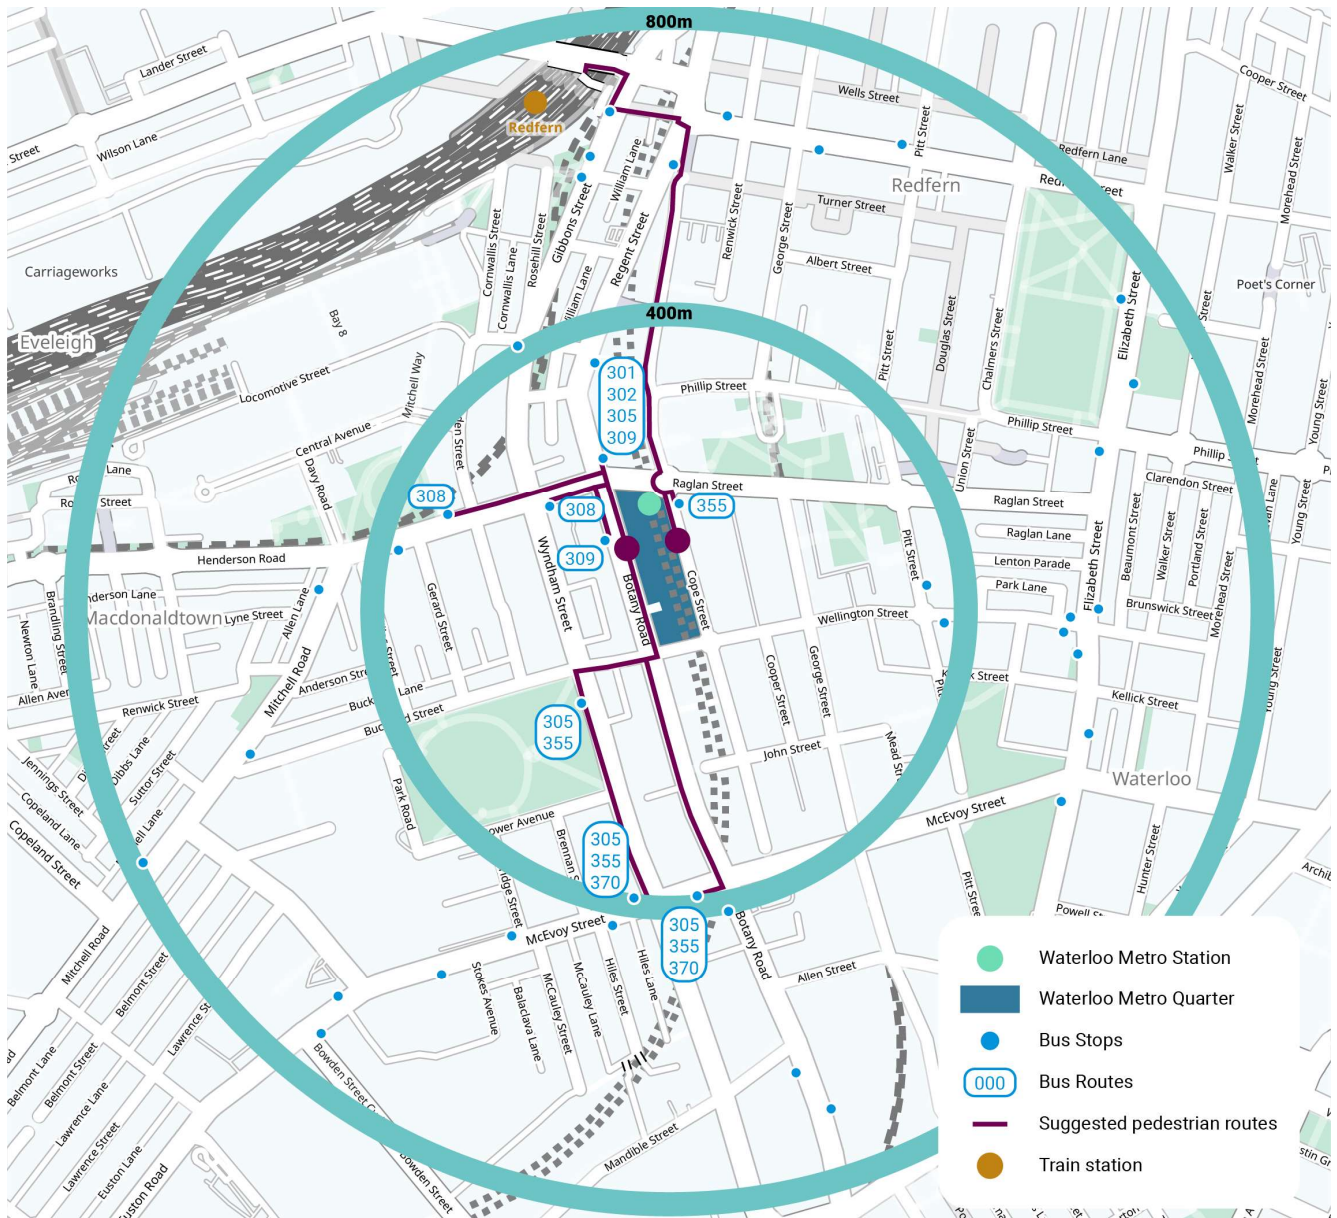 800m
Lander Street
Cooper Street
Wells Street
Redfern
Wilson Lane
Street
Pitt Street
Walker Street
Morehead Street
Redfern Lane
William Lane
Redfern
Turner Street
Gibbons Street
Regent Street
Renwick Street
George Street
Cornwallis Street
Rosehill Street
Cornwallis Lane
Albert Street
Carriageworks
Poet's Corner
Elizabeth Street
Street
400m
Bay 8
Eveleigh
Douglas Street
Chalmers Street
Pitt Street
Morehead Street
Young Street
Locomotive Street
Mitchell Way
301
302
305
309
Phillip Street
Phillip Street
Phillip
Central Avenue
Davy Road
Lane
Street
Union Street
Clarendon Street
308
Raglan Street
Raglan Street
355
308
309
Raglan Lane
Lenton Parade
Park Lane
Henderson Road
Wyndham Street
Botany Road
Cope Street
Pitt Street
Elizabeth Street
Beaumont Street
Walker Street
Portland Street
Morehead Street
Young Street
Brunswick Street
Wellington Street
Brandling Street
Newton Lane
Macdonaldtown
Lyne Street
Allen Lane
Gerard Street
Mitchell Road
Cooper Street
George Street
Kellick Street
Young Street
Renwick Street
305
355
John Street
Waterloo
Jennings Street
Dibbs Lane
Suttor Street
Copeland Lane
Copeland Street
Park Road
McEvoy Street
Hunter Street
305
355
370
Pitt Street
305
355
370
McEvoy Street
Botany Road
Allen Street
Mitchell Road
Belmont Street
Stokes Avenue
Balaclava Lane
McCauley Street
McCauley Lane
Hiles Street
Hiles Lane
Belmont Lane
Belmont Street
Lawrence Lane
Lawrence Street
Euston Lane
Mandible Street
Bowden Street
Waterloo Metro Station
Waterloo Metro Quarter
Bus Stops
000
Bus Routes
Suggested pedestrian routes
Train station